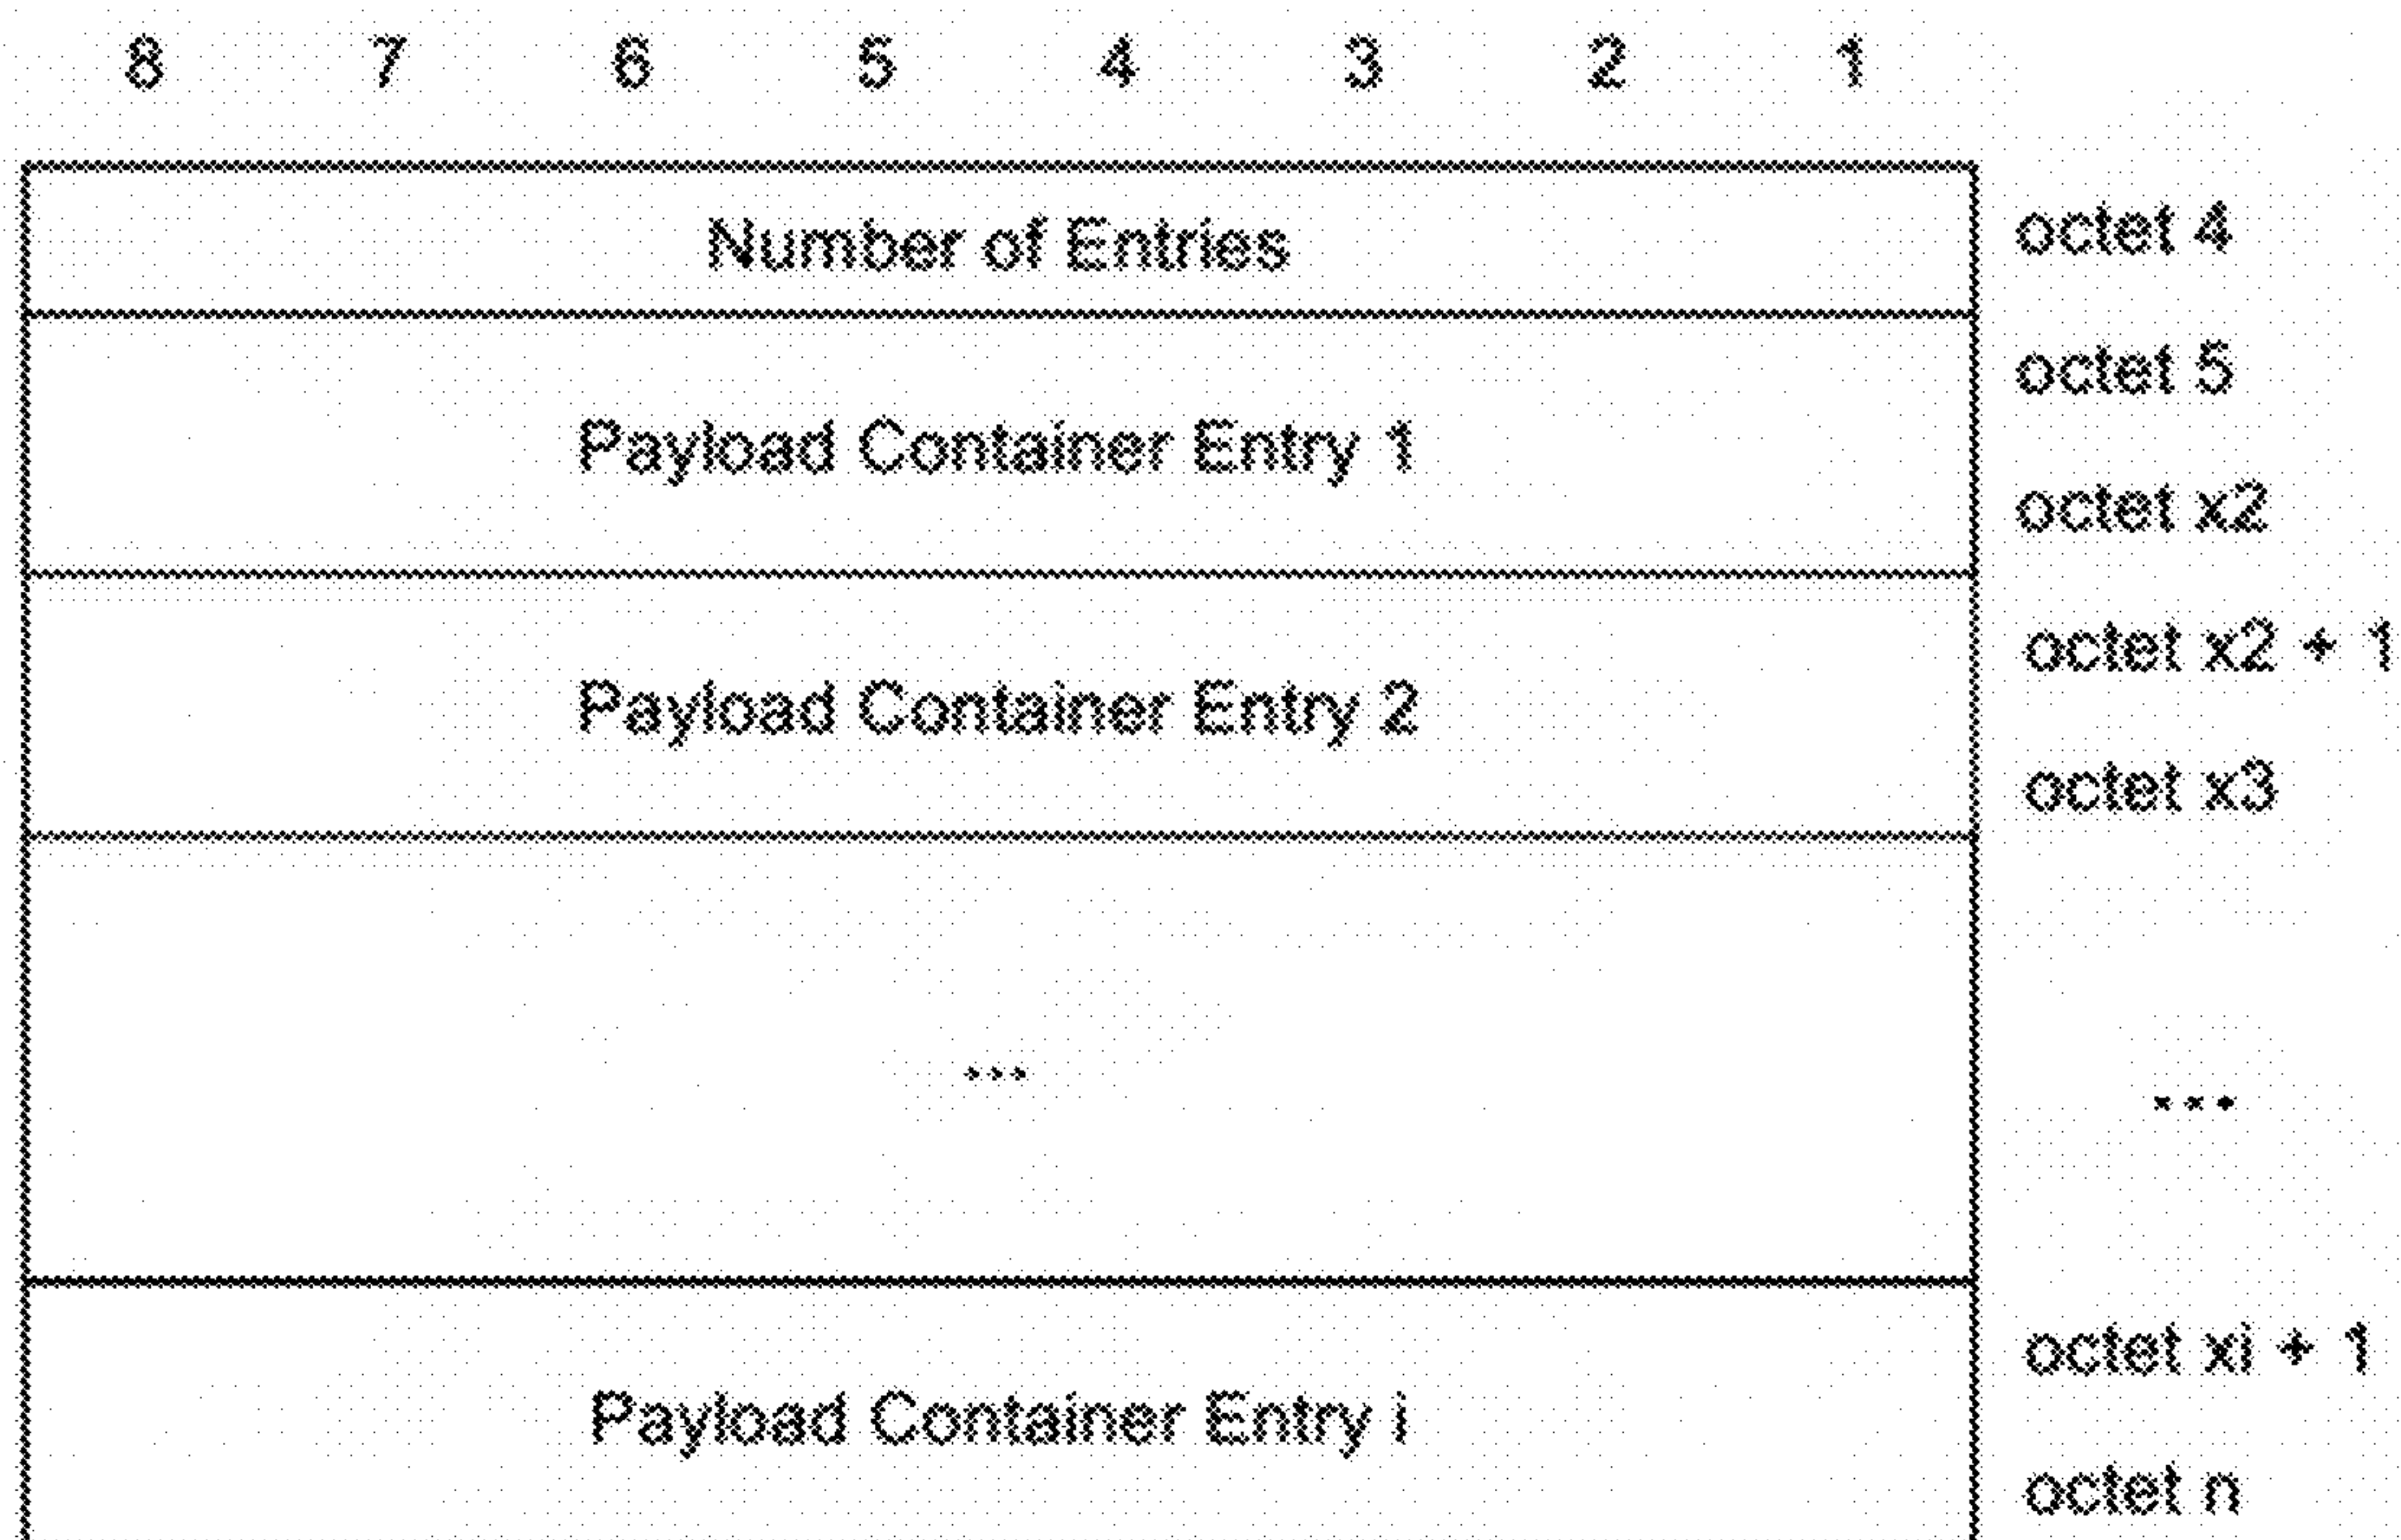 8 7 6 5 4 3 2 1
Number of Entries octet 4
octet 5
Payload Container Entry 1
octet x2
octet x2 + 1
Payload Container Entry 2
octet x3
...
...
octet xi + 1
Payload Container Entry i
octet n